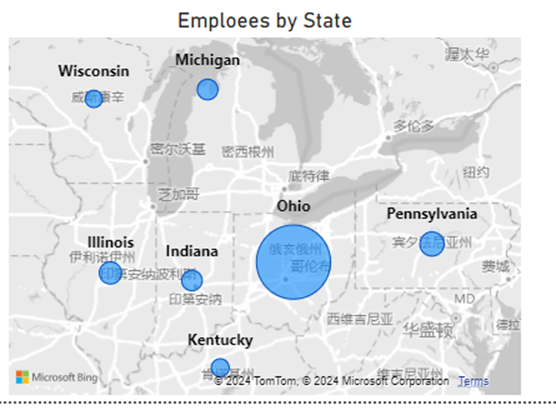 Emploees by State
渥太华
Michigan
Wisconsin
威斯康辛
多伦多
密尔沃基
密西根州
底特律
纽约
芝加哥
Ohio
Pennsylvania
宾夕法尼亚州
Illinois
伊利诺伊州
Indiana
俄亥俄州
哥伦布
印第安纳波利斯
费城
印第安纳
MD
西维吉尼亚
华盛顿
德拉
Kentucky
肯塔基州
维吉尼亚州
Microsoft Bing
© 2024 TomTom, © 2024 Microsoft Corporation Terms